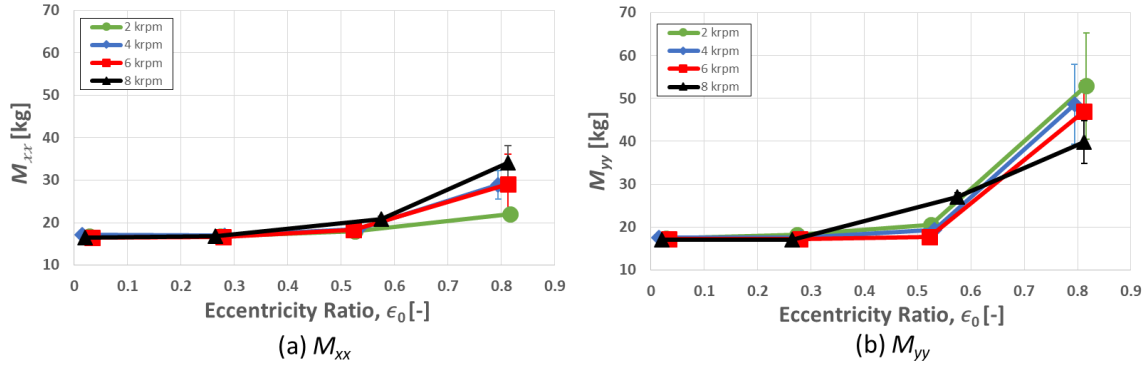 70
60
50
40
30
20
10
0 0.1 0.2 0.3 0.4 0.5 0.6 0.7 0.8 0.9
M_xx [kg]
2 krpm
4 krpm
6 krpm
8 krpm
Eccentricity Ratio, ϵ₀ [-]
(a) M_xx
70
60
50
40
30
20
10
0 0.1 0.2 0.3 0.4 0.5 0.6 0.7 0.8 0.9
M_yy [kg]
2 krpm
4 krpm
6 krpm
8 krpm
Eccentricity Ratio, ϵ₀ [-]
(b) M_yy